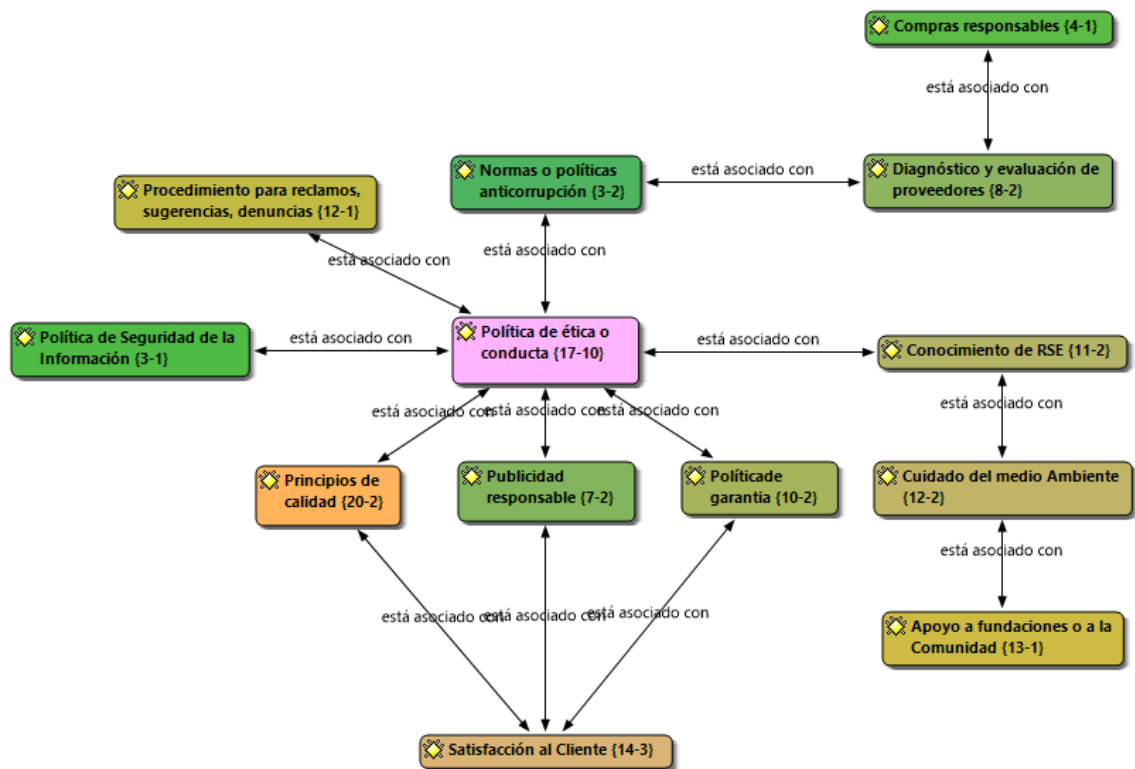 Compras responsables {4-1}
está asociado con
Normas o políticas
anticorrupción {3-2}
está asociado con
Diagnóstico y evaluación de
proveedores {8-2}
Procedimiento para reclamos,
sugerencias, denuncias {12-1}
está asociado con
está asociado con
Política de Seguridad de la
Información {3-1}
está asociado con
Política de ética o
conducta {17-10}
está asociado con
Conocimiento de RSE {11-2}
está asociado con
está asociado con
está asociado con
está asociado con
Principios de
calidad {20-2}
Publicidad
responsable {7-2}
Políticade
garantia {10-2}
Cuidado del medio Ambiente
{12-2}
está asociado con
está asociado con
está asociado con
está asociado con
Apoyo a fundaciones o a la
Comunidad {13-1}
Satisfacción al Cliente {14-3}